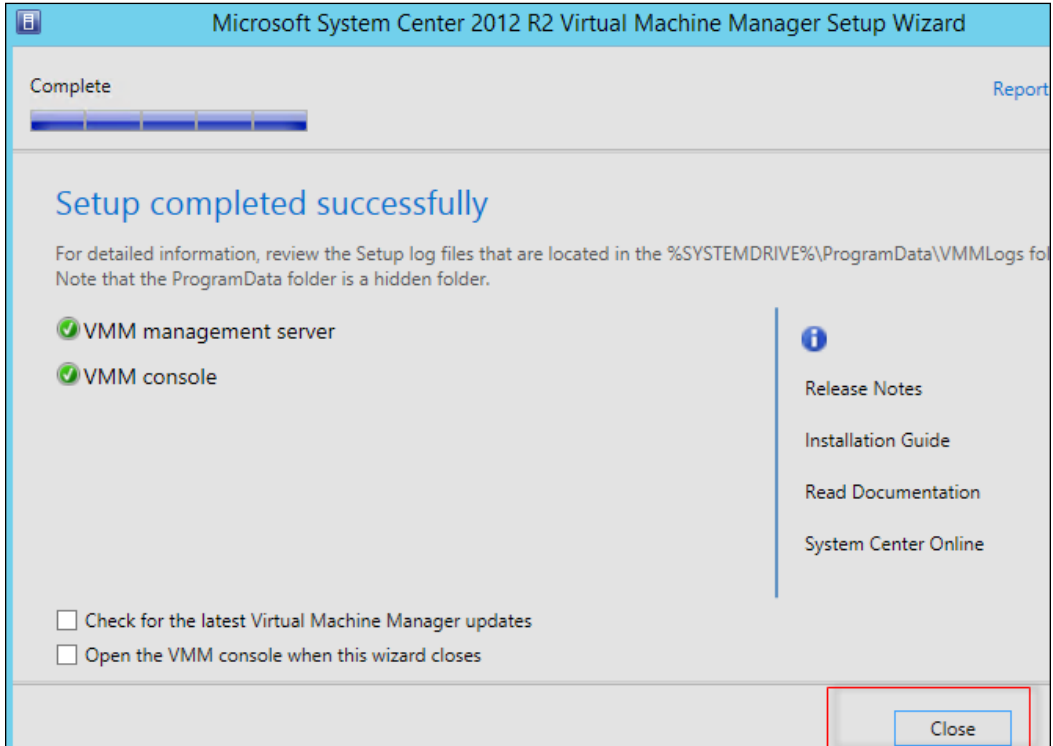 Microsoft System Center 2012 R2 Virtual Machine Manager Setup Wizard
Complete
Report
Setup completed successfully
For detailed information, review the Setup log files that are located in the %SYSTEMDRIVE%\ProgramData\VMMLogs fol
Note that the ProgramData folder is a hidden folder.
VMM management server
VMM console
Release Notes
Installation Guide
Read Documentation
System Center Online
Check for the latest Virtual Machine Manager updates
Open the VMM console when this wizard closes
Close